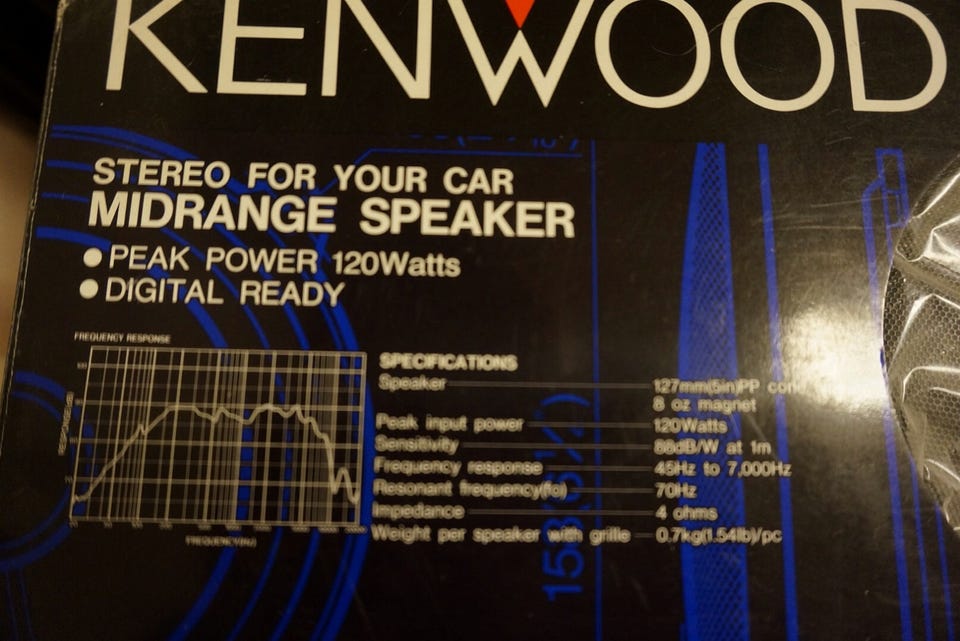 KENWOOD
STEREO FOR YOUR CAR
MIDRANGE SPEAKER
● PEAK POWER 120Watts
● DIGITAL READY
FREQUENCY RESPONSE
SPECIFICATIONS
Speaker 127mm(5in)PP
8 oz magnet
Peak input power 120Watts
Sensitivity 88dB/W at 1m
Frequency response 45Hz to 7,000Hz
Resonant frequency(fo) 70Hz
Impedance 4 ohms
Weight per speaker with grille 0.7kg(1.54lb)/pc